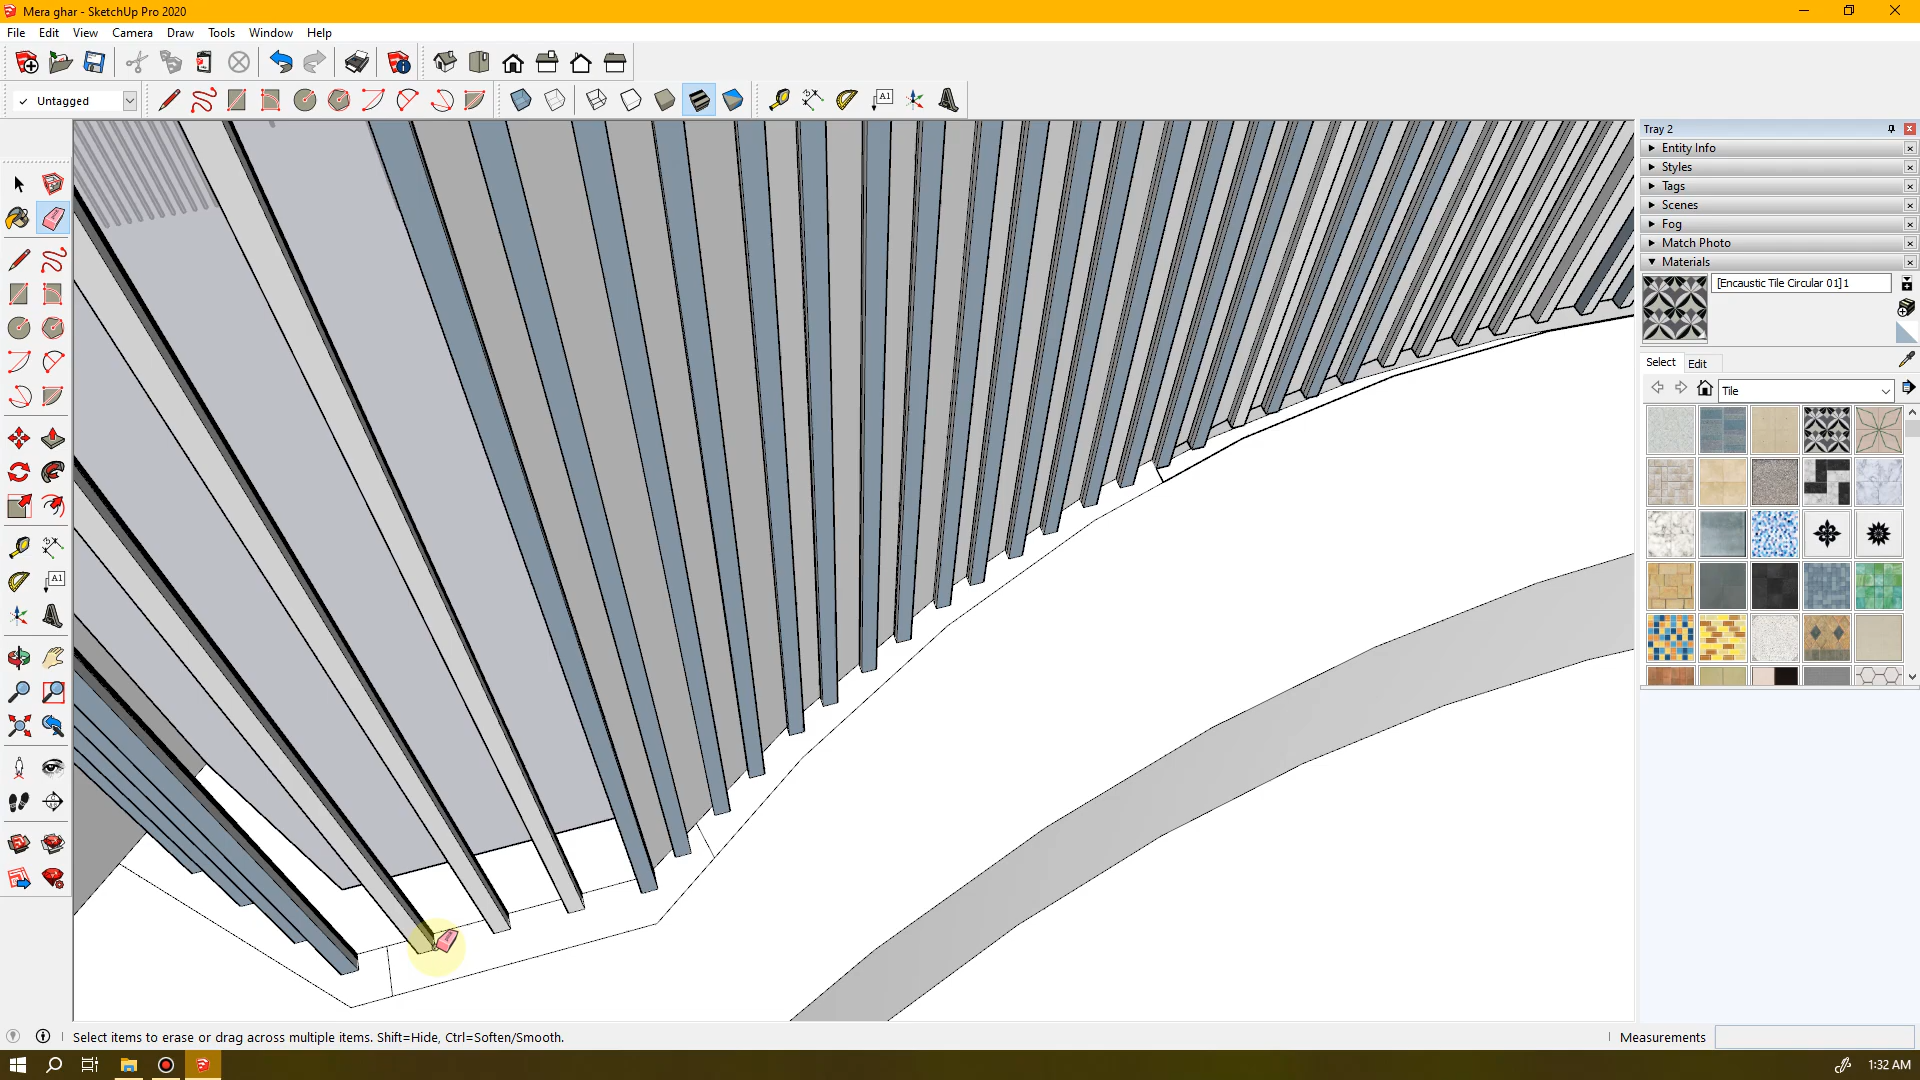 Mera ghar - SketchUp Pro 2020
File Edit View Camera Draw Tools Window Help
Untagged
A1
Tray 2
Entity Info
Styles
Tags
Scenes
Fog
Match Photo
Materials
[Encaustic Tile Circular 01]1
Select Edit
Tile
A1
Select items to erase or drag across multiple items. Shift=Hide, Ctrl=Soften/Smooth.
Measurements
1:32 AM